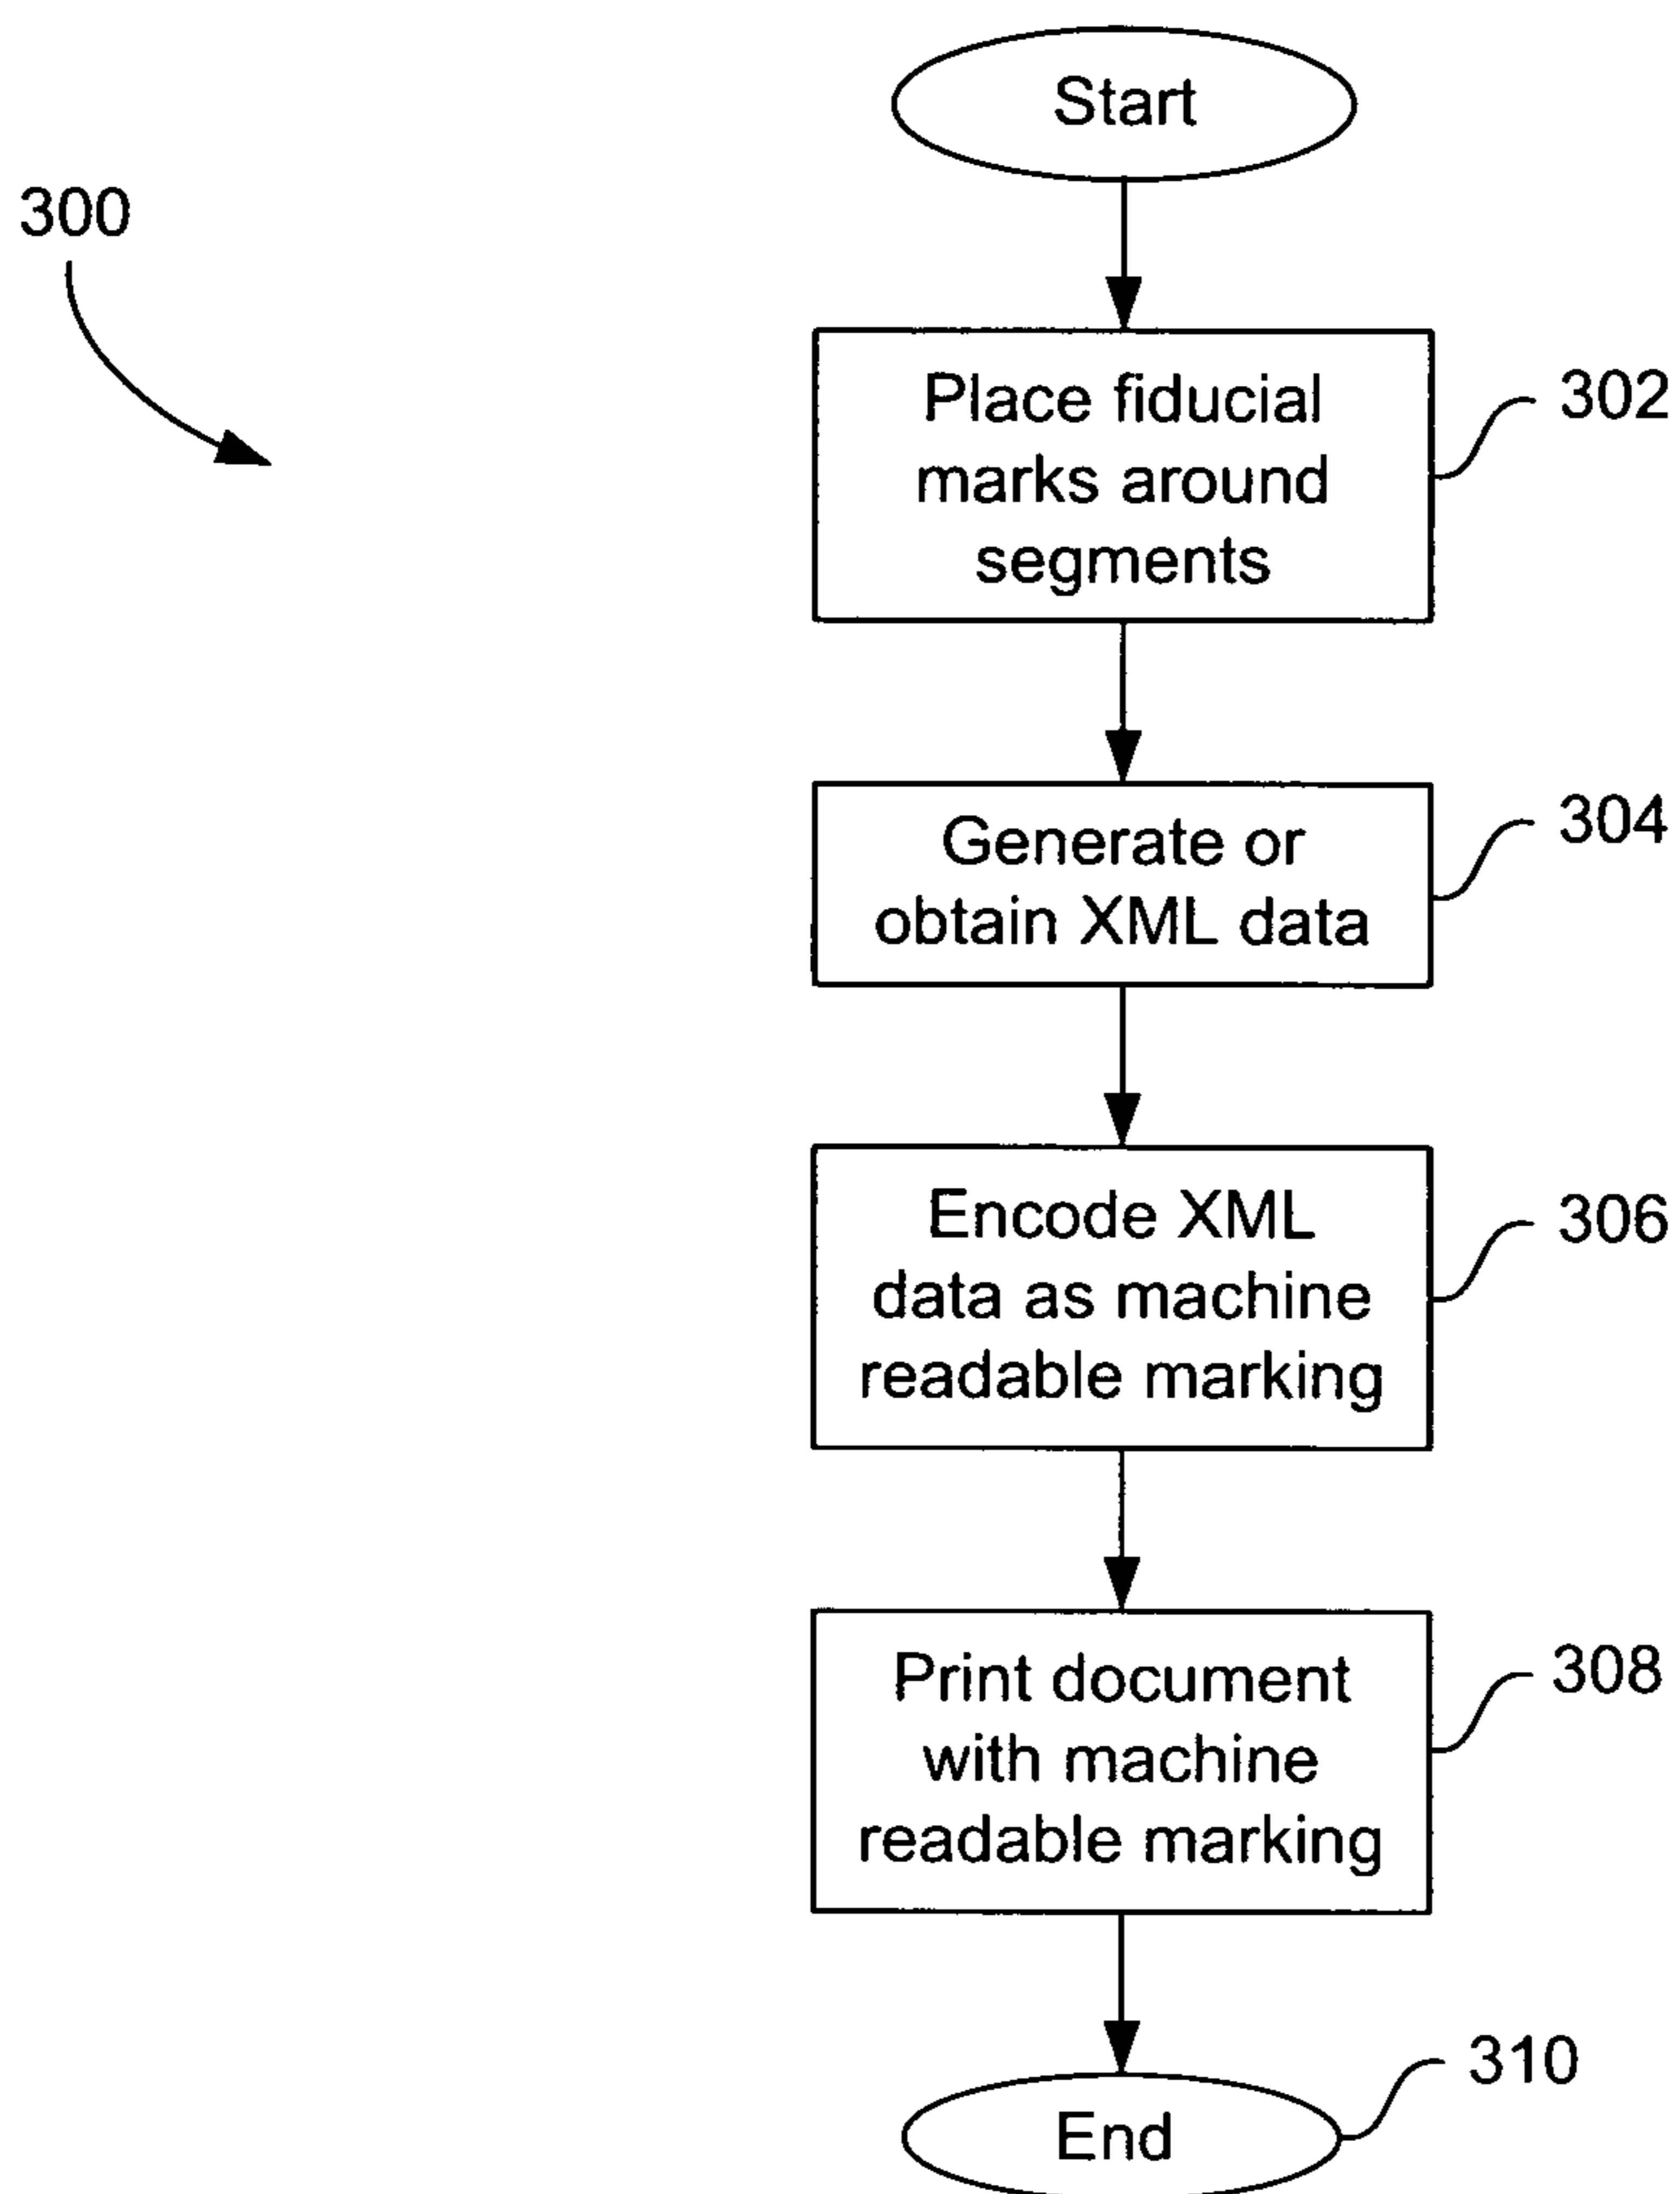 Start
300
Place fiducial
marks around
segments
302
Generate or
obtain XML data
304
Encode XML
data as machine
readable marking
306
Print document
with machine
readable marking
308
End
310